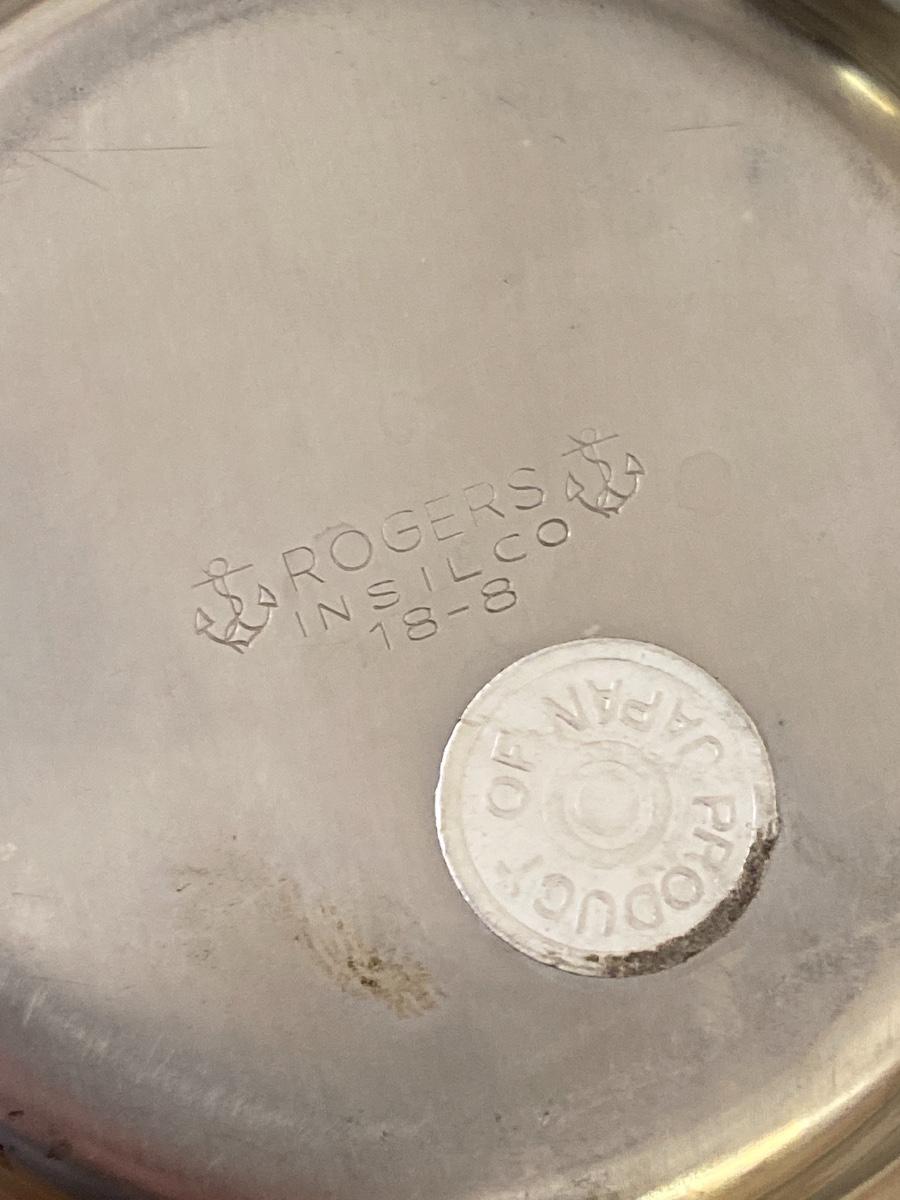 ROGERS
INSILCO
18-8
PRODUCT OF JAPAN